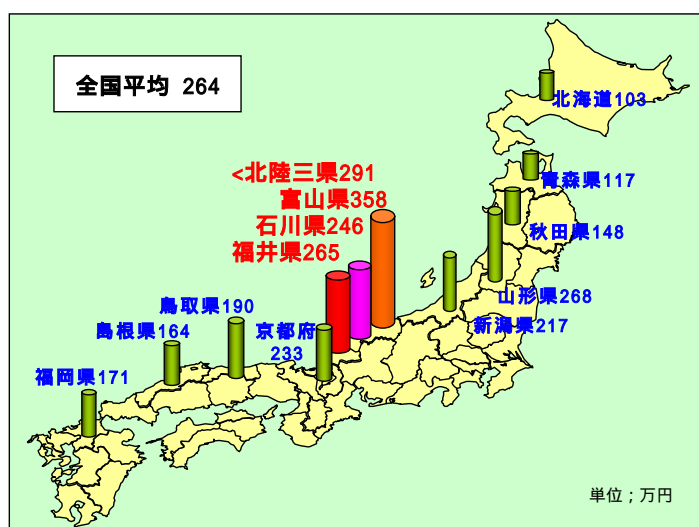 全国平均 264
北海道103
<北陸三県291
富山県358
石川県246
福井県265
青森県117
秋田県148
山形県268
新潟県217
鳥取県190
島根県164
京都府
233
福岡県171
単位；万円